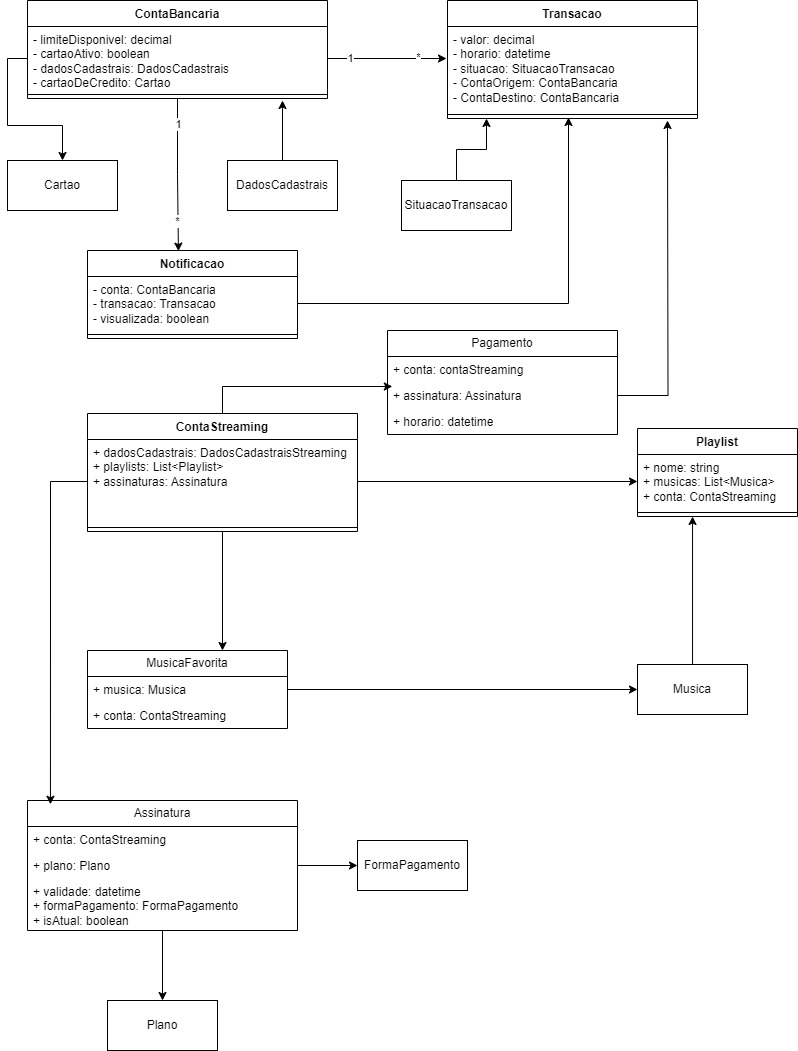 ContaBancaria
- limiteDisponivel: decimal
- cartaoAtivo: boolean
- dadosCadastrais: DadosCadastrais
- cartaoDeCredito: Cartao
1
*
Transacao
- valor: decimal
- horario: datetime
- situacao: SituacaoTransacao
- ContaOrigem: ContaBancaria
- ContaDestino: ContaBancaria
1
*
Cartao
DadosCadastrais
SituacaoTransacao
Notificacao
- conta: ContaBancaria
- transacao: Transacao
- visualizada: boolean
Pagamento
+ conta: contaStreaming
+ assinatura: Assinatura
+ horario: datetime
ContaStreaming
+ dadosCadastrais: DadosCadastraisStreaming
+ playlists: List<Playlist>
+ assinaturas: Assinatura
Playlist
+ nome: string
+ musicas: List<Musica>
+ conta: ContaStreaming
MusicaFavorita
+ musica: Musica
+ conta: ContaStreaming
Musica
Assinatura
+ conta: ContaStreaming
+ plano: Plano
+ validade: datetime
+ formaPagamento: FormaPagamento
+ isAtual: boolean
FormaPagamento
Plano